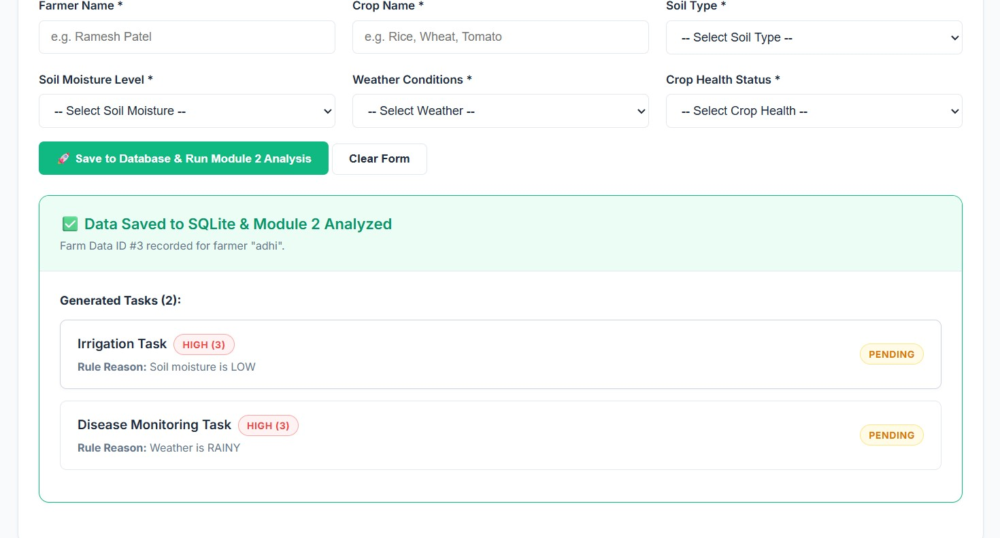 Farmer Name *
Crop Name *
Soil Type *
e.g. Ramesh Patel
e.g. Rice, Wheat, Tomato
-- Select Soil Type --
Soil Moisture Level *
Weather Conditions *
Crop Health Status *
-- Select Soil Moisture --
-- Select Weather --
-- Select Crop Health --
🚀 Save to Database & Run Module 2 Analysis
Clear Form
✅ Data Saved to SQLite & Module 2 Analyzed
Farm Data ID #3 recorded for farmer "adhi".
Generated Tasks (2):
Irrigation Task HIGH (3)
Rule Reason: Soil moisture is LOW
PENDING
Disease Monitoring Task HIGH (3)
Rule Reason: Weather is RAINY
PENDING